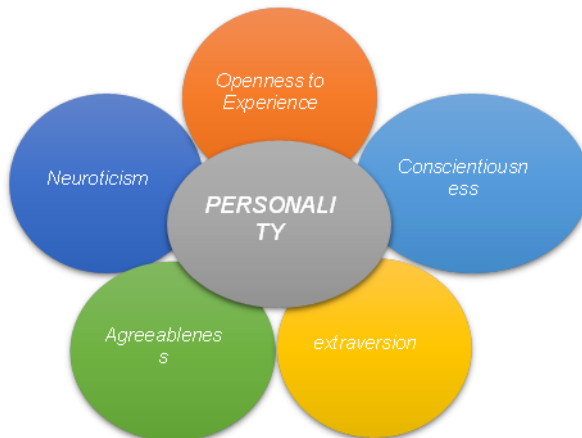 Openness to
Experience
Neuroticism
Conscientiousn
ess
PERSONALI
TY
Agreeablenes
s
extraversion